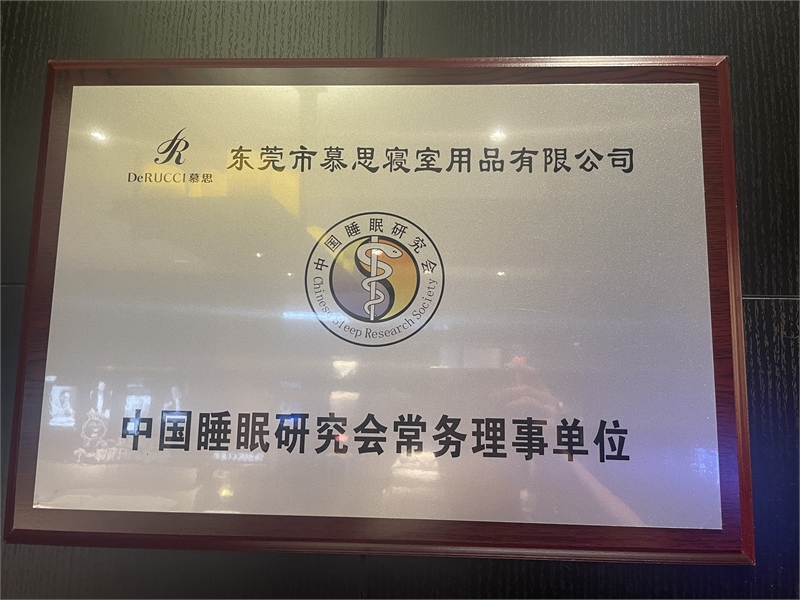 DeRUCCI慕思
东莞市慕思寝室用品有限公司
中国睡眠研究会
Chinese Sleep Research Society
中国睡眠研究会常务理事单位